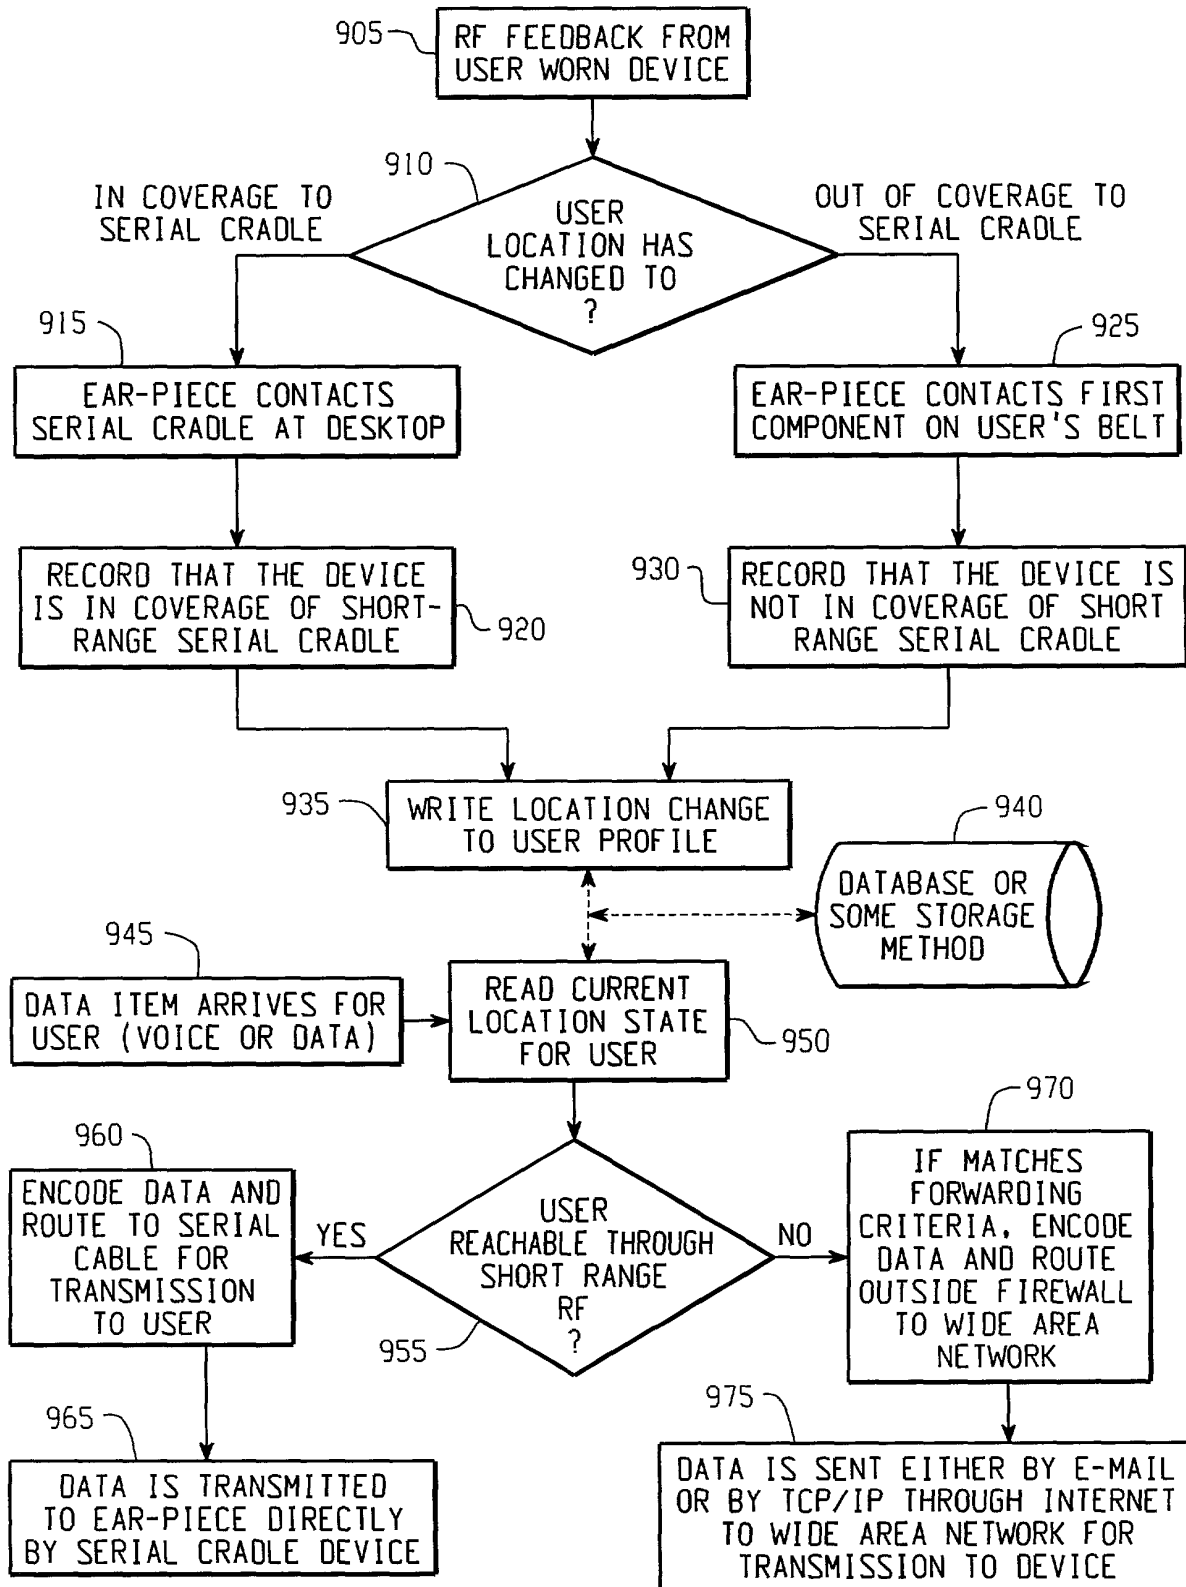 905
RF FEEDBACK FROM
USER WORN DEVICE
910
IN COVERAGE TO
SERIAL CRADLE
OUT OF COVERAGE TO
SERIAL CRADLE
USER
LOCATION HAS
CHANGED TO
?
915
EAR-PIECE CONTACTS
SERIAL CRADLE AT DESKTOP
925
EAR-PIECE CONTACTS FIRST
COMPONENT ON USER'S BELT
RECORD THAT THE DEVICE
IS IN COVERAGE OF SHORT-
RANGE SERIAL CRADLE
920
930
RECORD THAT THE DEVICE IS
NOT IN COVERAGE OF SHORT
RANGE SERIAL CRADLE
935
WRITE LOCATION CHANGE
TO USER PROFILE
940
DATABASE OR
SOME STORAGE
METHOD
945
DATA ITEM ARRIVES FOR
USER (VOICE OR DATA)
READ CURRENT
LOCATION STATE
FOR USER
950
960
ENCODE DATA AND
ROUTE TO SERIAL
CABLE FOR
TRANSMISSION
TO USER
YES
USER
REACHABLE THROUGH
SHORT RANGE
RF
?
955
NO
970
IF MATCHES
FORWARDING
CRITERIA, ENCODE
DATA AND ROUTE
OUTSIDE FIREWALL
TO WIDE AREA
NETWORK
965
DATA IS TRANSMITTED
TO EAR-PIECE DIRECTLY
BY SERIAL CRADLE DEVICE
975
DATA IS SENT EITHER BY E-MAIL
OR BY TCP/IP THROUGH INTERNET
TO WIDE AREA NETWORK FOR
TRANSMISSION TO DEVICE